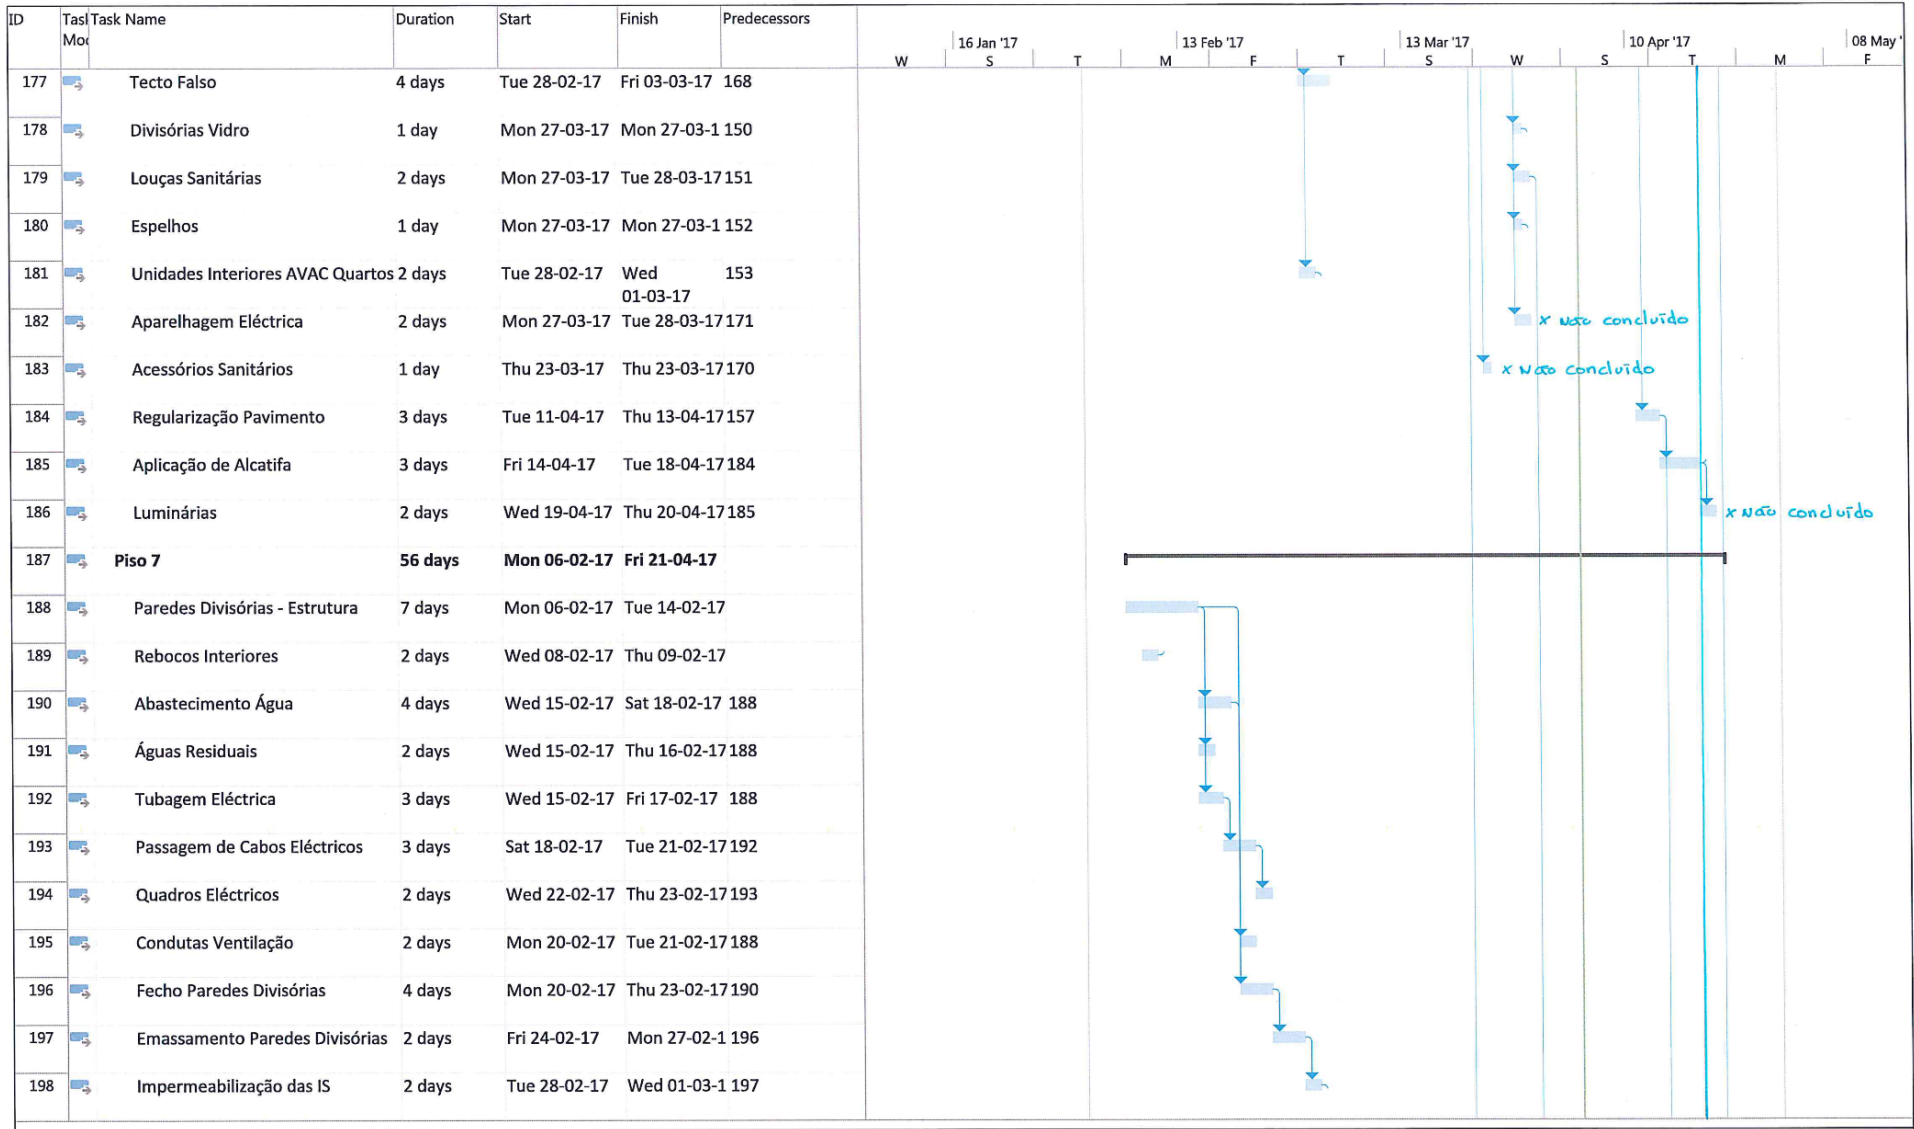 ID Task Mod Task Name Duration Start Finish Predecessors
16 Jan '17 13 Feb '17 13 Mar '17 10 Apr '17 08 May '
W S T M F T S W S T M F
177 Tecto Falso 4 days Tue 28-02-17 Fri 03-03-17 168
178 Divisórias Vidro 1 day Mon 27-03-17 Mon 27-03-1 150
179 Louças Sanitárias 2 days Mon 27-03-17 Tue 28-03-17 151
180 Espelhos 1 day Mon 27-03-17 Mon 27-03-1 152
181 Unidades Interiores AVAC Quartos 2 days Tue 28-02-17 Wed 01-03-17 153
182 Aparelhagem Eléctrica 2 days Mon 27-03-17 Tue 28-03-17 171 x Não concluído
183 Acessórios Sanitários 1 day Thu 23-03-17 Thu 23-03-17 170 x Não concluído
184 Regularização Pavimento 3 days Tue 11-04-17 Thu 13-04-17 157
185 Aplicação de Alcatifa 3 days Fri 14-04-17 Tue 18-04-17 184
186 Luminárias 2 days Wed 19-04-17 Thu 20-04-17 185 x Não concluído
187 Piso 7 56 days Mon 06-02-17 Fri 21-04-17
188 Paredes Divisórias - Estrutura 7 days Mon 06-02-17 Tue 14-02-17
189 Rebocos Interiores 2 days Wed 08-02-17 Thu 09-02-17
190 Abastecimento Água 4 days Wed 15-02-17 Sat 18-02-17 188
191 Águas Residuais 2 days Wed 15-02-17 Thu 16-02-17 188
192 Tubagem Eléctrica 3 days Wed 15-02-17 Fri 17-02-17 188
193 Passagem de Cabos Eléctricos 3 days Sat 18-02-17 Tue 21-02-17 192
194 Quadros Eléctricos 2 days Wed 22-02-17 Thu 23-02-17 193
195 Condutas Ventilação 2 days Mon 20-02-17 Tue 21-02-17 188
196 Fecho Paredes Divisórias 4 days Mon 20-02-17 Thu 23-02-17 190
197 Emassamento Paredes Divisórias 2 days Fri 24-02-17 Mon 27-02-1 196
198 Impermeabilização das IS 2 days Tue 28-02-17 Wed 01-03-1 197